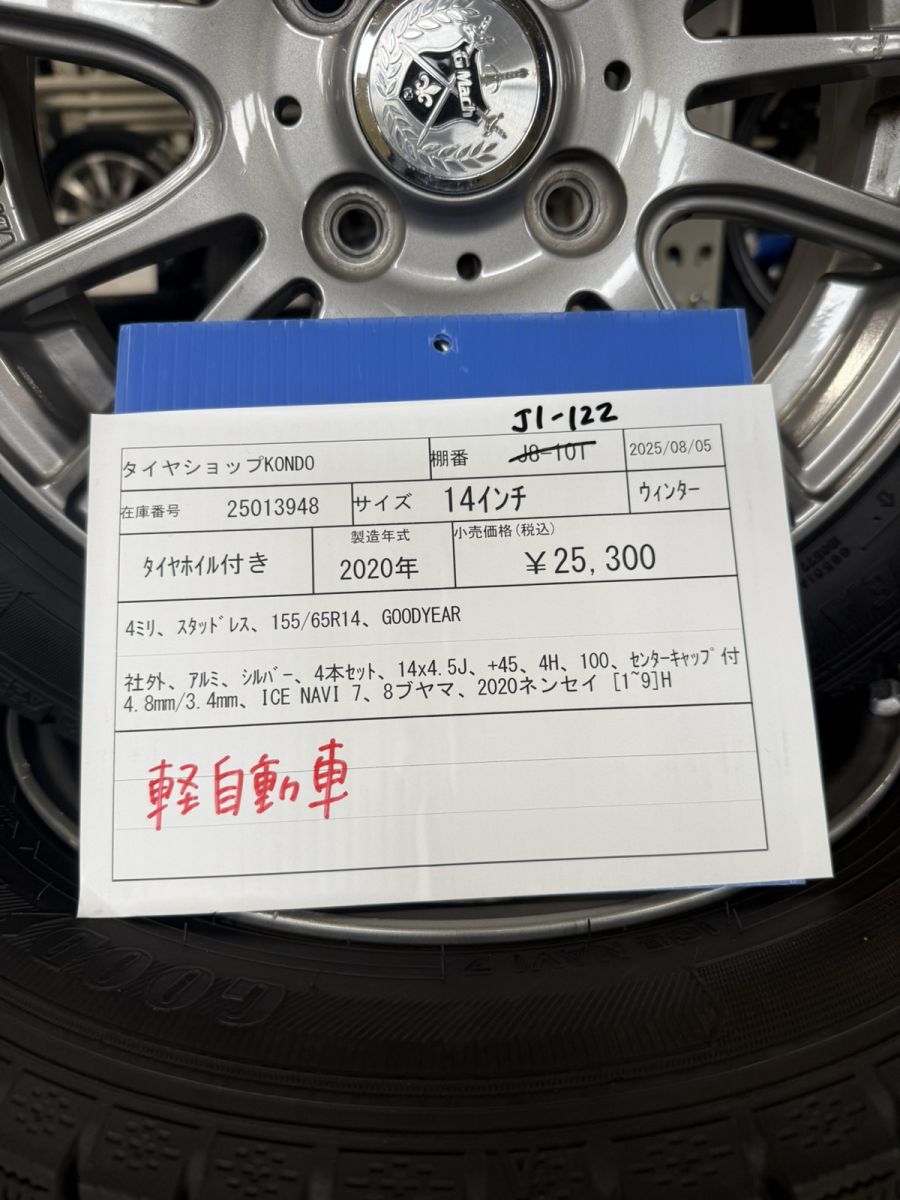 G.Mach
J1-122
タイヤショップKONDO
棚番
J8-101
2025/08/05
在庫番号
25013948
サイズ
14インチ
ウィンター
タイヤホイル付き
製造年式
2020年
小売価格(税込)
￥25,300
4ミリ、スタッドレス、155/65R14、GOODYEAR
社外、アルミ、シルバー、4本セット、14x4.5J、+45、4H、100、センターキャップ付
4.8mm/3.4mm、ICE NAVI 7、8ブヤマ、2020ネンセイ [1~9]H
軽自動車
ICE NAVI 7
GOOD